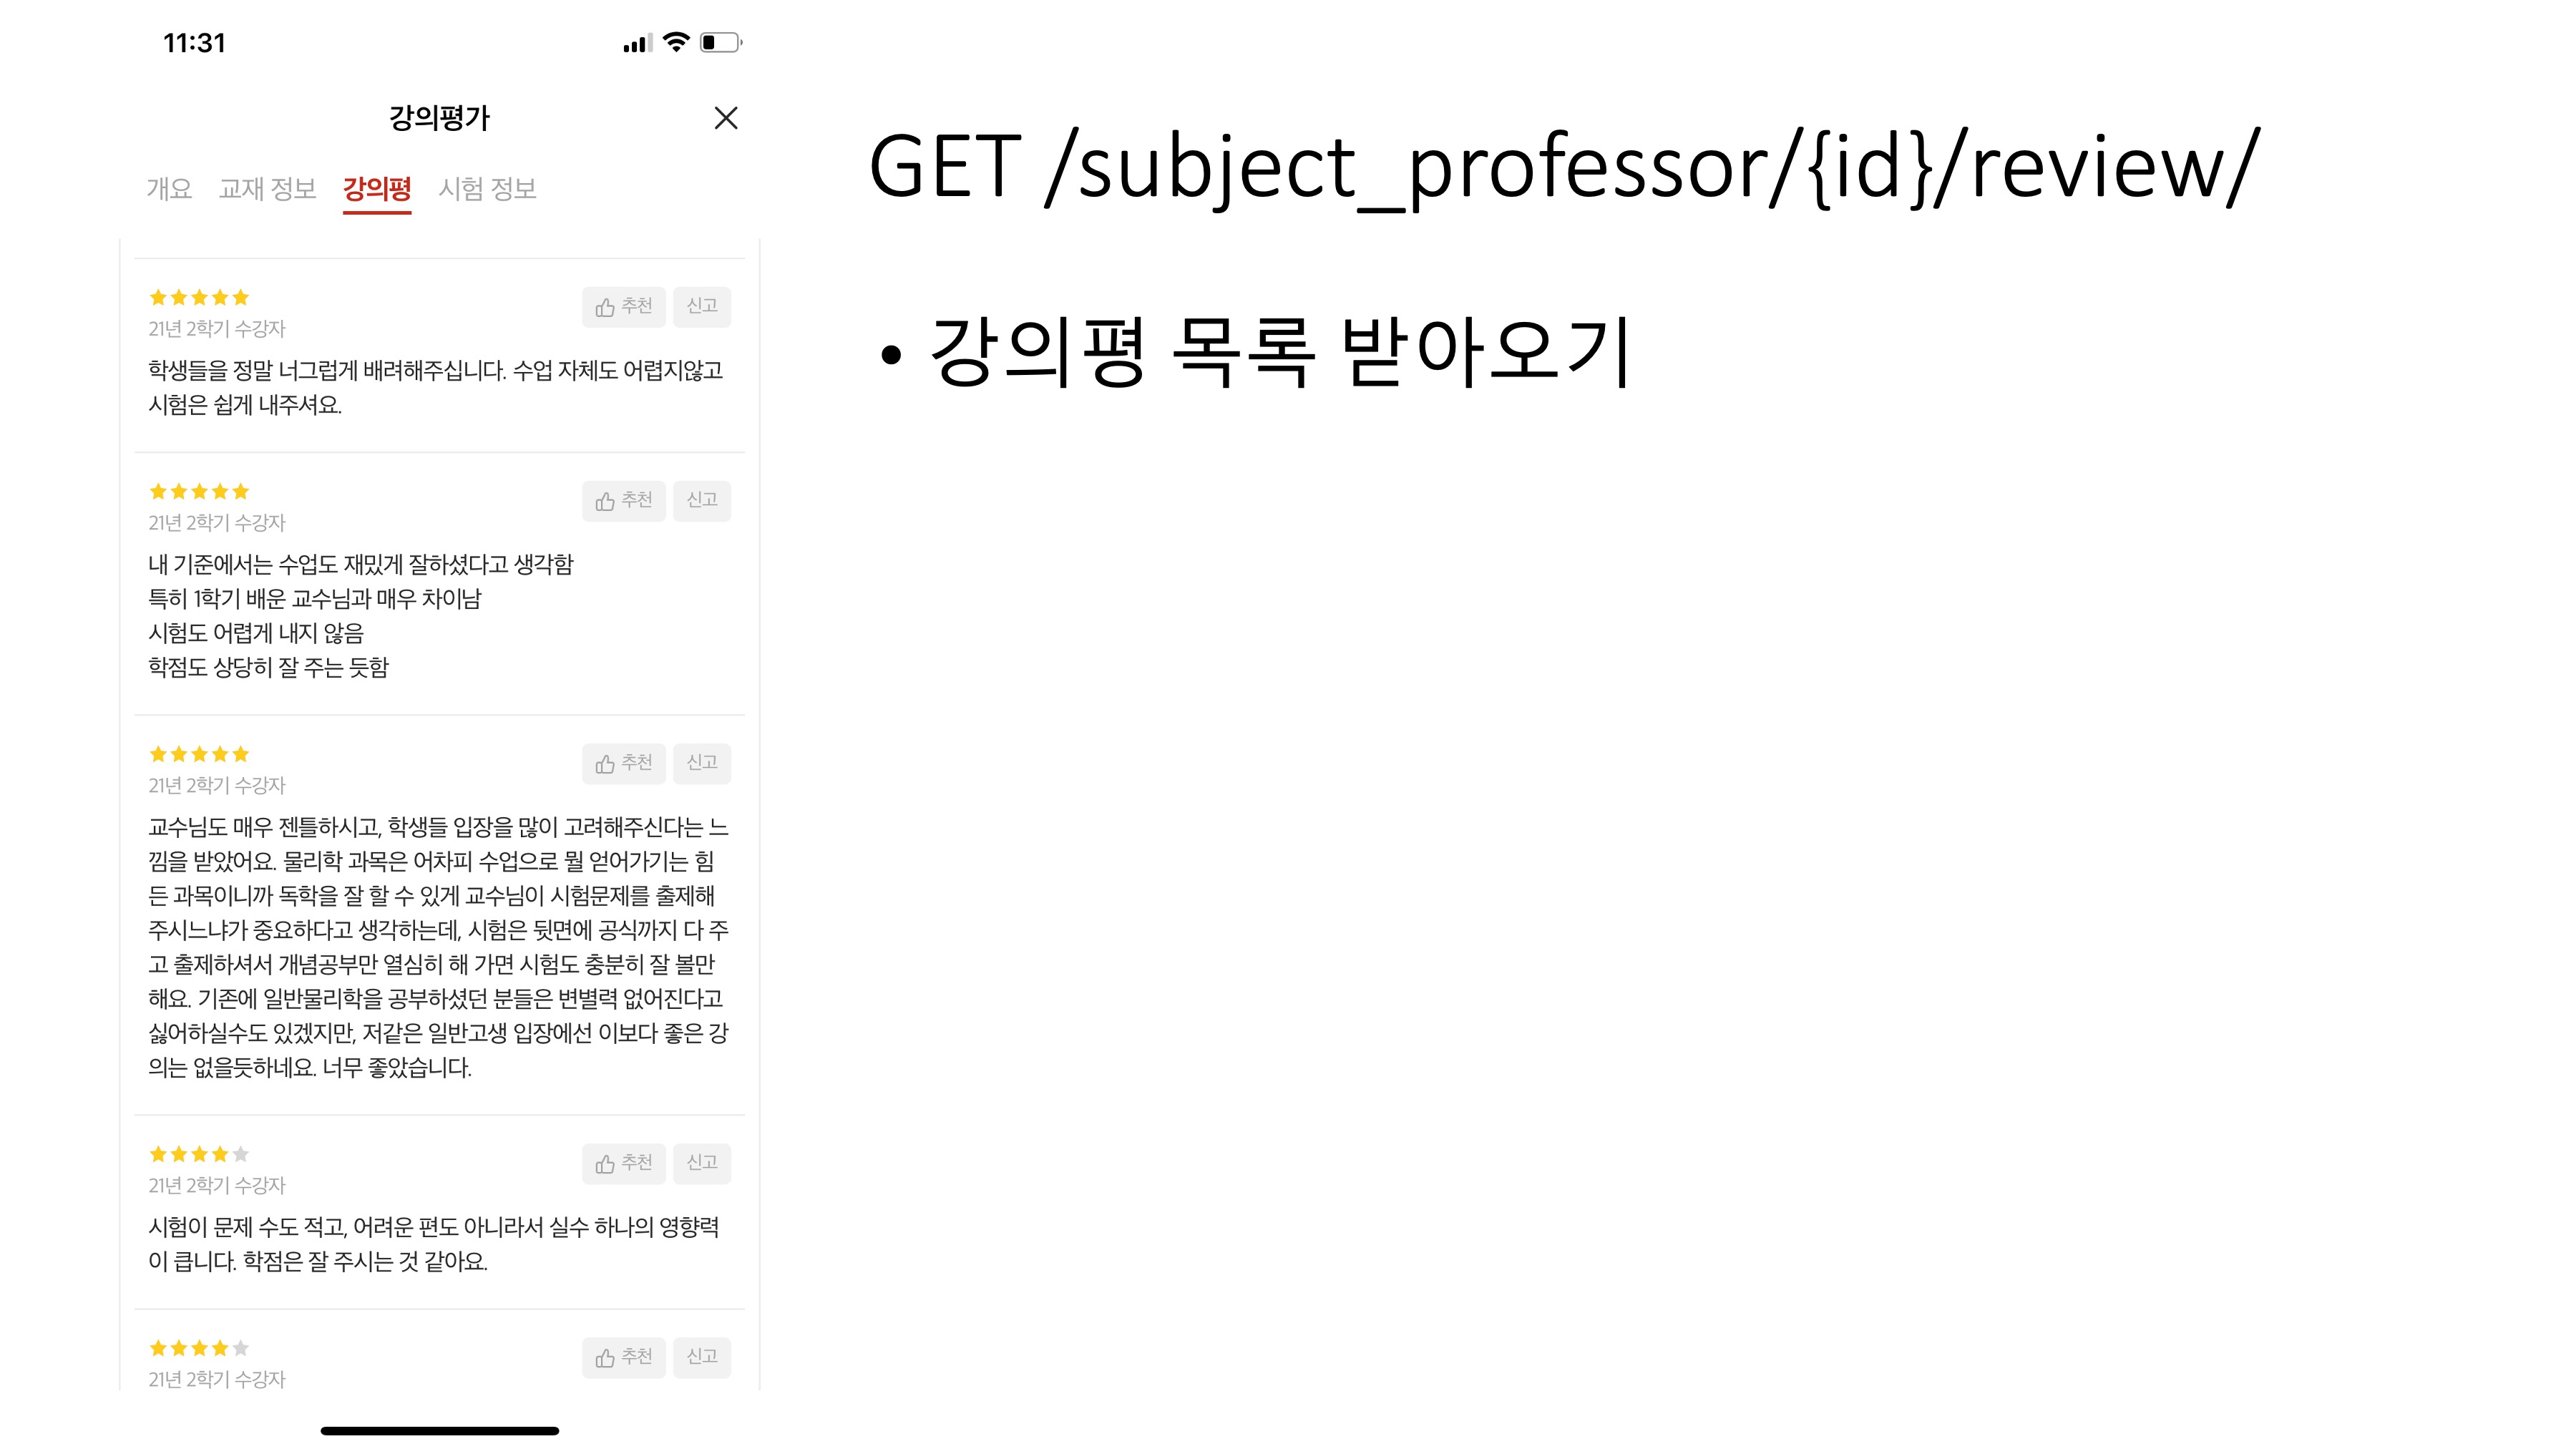 11:31
강의평가
개요 교재 정보 강의평 시험 정보
21년 2학기 수강자
추천 신고
학생들을 정말 너그럽게 배려해주십니다. 수업 자체도 어렵지않고
시험은 쉽게 내주셔요.
21년 2학기 수강자
추천 신고
내 기준에서는 수업도 재밌게 잘하셨다고 생각함
특히 1학기 배운 교수님과 매우 차이남
시험도 어렵게 내지 않음
학점도 상당히 잘 주는 듯함
21년 2학기 수강자
추천 신고
교수님도 매우 젠틀하시고, 학생들 입장을 많이 고려해주신다는 느
낌을 받았어요. 물리학 과목은 어차피 수업으로 뭘 얻어가기는 힘
든 과목이니까 독학을 잘 할 수 있게 교수님이 시험문제를 출제해
주시느냐가 중요하다고 생각하는데, 시험은 뒷면에 공식까지 다 주
고 출제하셔서 개념공부만 열심히 해 가면 시험도 충분히 잘 볼만
해요. 기존에 일반물리학을 공부하셨던 분들은 변별력 없어진다고
싫어하실수도 있겠지만, 저같은 일반고생 입장에선 이보다 좋은 강
의는 없을듯하네요. 너무 좋았습니다.
21년 2학기 수강자
추천 신고
시험이 문제 수도 적고, 어려운 편도 아니라서 실수 하나의 영향력
이 큽니다. 학점은 잘 주시는 것 같아요.
21년 2학기 수강자
추천 신고
GET /subject_professor/{id}/review/
• 강의평 목록 받아오기